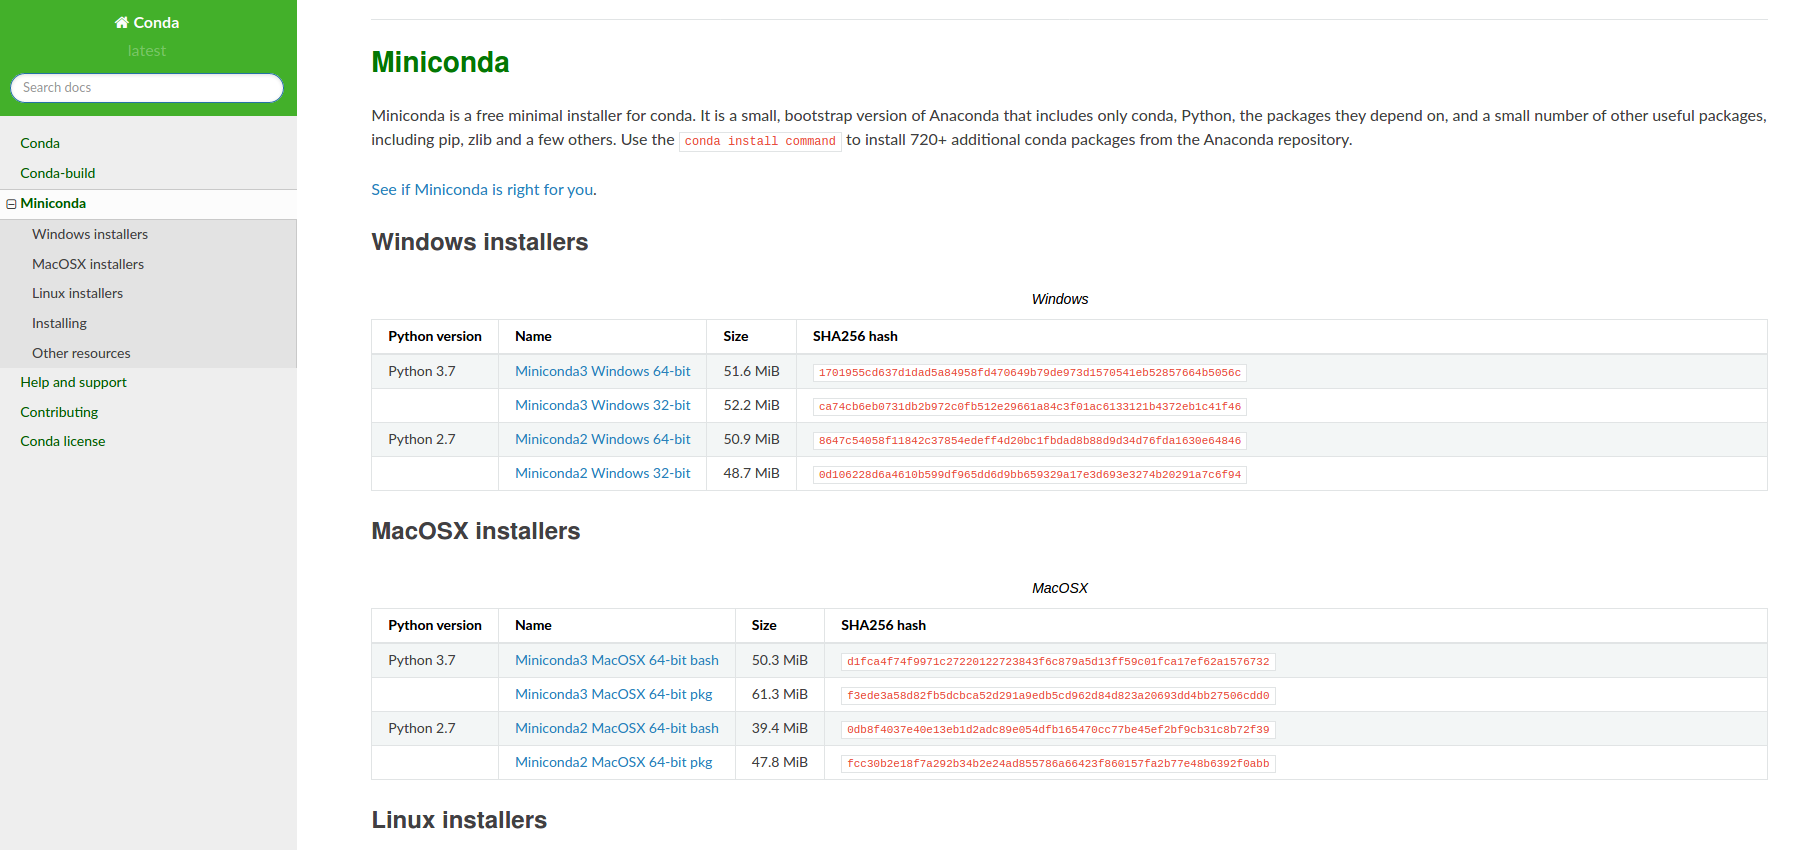 Conda
latest
Search docs
Conda
Conda-build
Miniconda
Windows installers
MacOSX installers
Linux installers
Installing
Other resources
Help and support
Contributing
Conda license
Miniconda
Miniconda is a free minimal installer for conda. It is a small, bootstrap version of Anaconda that includes only conda, Python, the packages they depend on, and a small number of other useful packages,
including pip, zlib and a few others. Use the conda install command to install 720+ additional conda packages from the Anaconda repository.
See if Miniconda is right for you.
Windows installers
Windows
Python version Name Size SHA256 hash
Python 3.7 Miniconda3 Windows 64-bit 51.6 MiB 1701955cd637d1dad5a84958fd470649b79de973d1570541eb52857664b5056c
Miniconda3 Windows 32-bit 52.2 MiB ca74cb6eb0731db2b972c0fb512e29661a84c3f01ac6133121b4372eb1c41f46
Python 2.7 Miniconda2 Windows 64-bit 50.9 MiB 8647c54058f11842c37854edeff4d20bc1fbdad8b88d9d34d76fda1630e64846
Miniconda2 Windows 32-bit 48.7 MiB 0d106228d6a4610b599df965dd6d9bb659329a17e3d693e3274b20291a7c6f94
MacOSX installers
MacOSX
Python version Name Size SHA256 hash
Python 3.7 Miniconda3 MacOSX 64-bit bash 50.3 MiB d1fca4f74f9971c27220122723843f6c879a5d13ff59c01fca17ef62a1576732
Miniconda3 MacOSX 64-bit pkg 61.3 MiB f3ede3a58d82fb5dcbca52d291a9edb5cd962d84d823a20693dd4bb27506cdd0
Python 2.7 Miniconda2 MacOSX 64-bit bash 39.4 MiB 0db8f4037e40e13eb1d2adc89e054dfb165470cc77be45ef2bf9cb31c8b72f39
Miniconda2 MacOSX 64-bit pkg 47.8 MiB fcc30b2e18f7a292b34b2e24ad855786a66423f860157fa2b77e48b6392f0abb
Linux installers